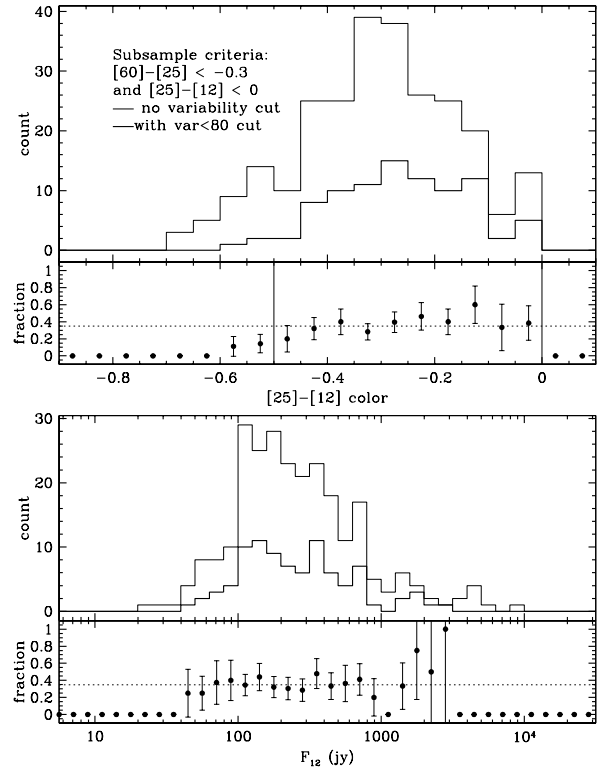 40
30
20
10
0
count
Subsample criteria:
[60]−[25] < −0.3
and [25]−[12] < 0
— no variability cut
—with var<80 cut
1
0.8
0.6
0.4
0.2
0
fraction
−0.8 −0.6 −0.4 −0.2 0
[25]−[12] color
30
20
10
0
count
1
0.8
0.6
0.4
0.2
0
fraction
10 100 1000 10⁴
F₁₂ (jy)